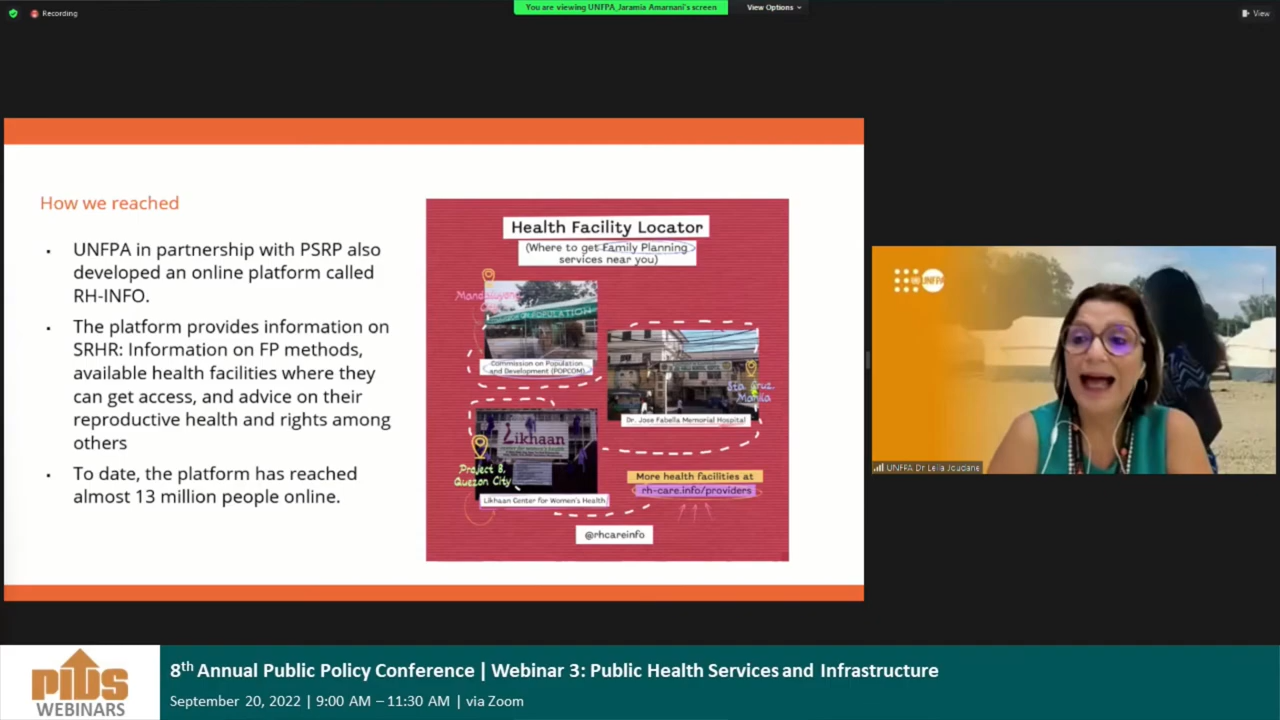 Recording
You are viewing UNFPA_Jaramia Amarnani's screen
View Options
View
How we reached
UNFPA in partnership with PSRP also
developed an online platform called
RH-INFO.
The platform provides information on
SRHR: Information on FP methods,
available health facilities where they
can get access, and advice on their
reproductive health and rights among
others
To date, the platform has reached
almost 13 million people online.
Health Facility Locator
(Where to get Family Planning
services near you)
Mandaluyong
POPULATION
Commission on Population
and Development (POPCOM)
Sta Cruz
Manila
Dr. Jose Fabella Memorial Hospital
Likhaan
Project 8,
Quezon City
Likhaan Center for Women's Health
More health facilities at
rh-care.info/providers
@rhcareinfo
UNFPA
UNFPA Dr Leila Joudane
PIDS
WEBINARS
8th Annual Public Policy Conference | Webinar 3: Public Health Services and Infrastructure
September 20, 2022 | 9:00 AM – 11:30 AM | via Zoom